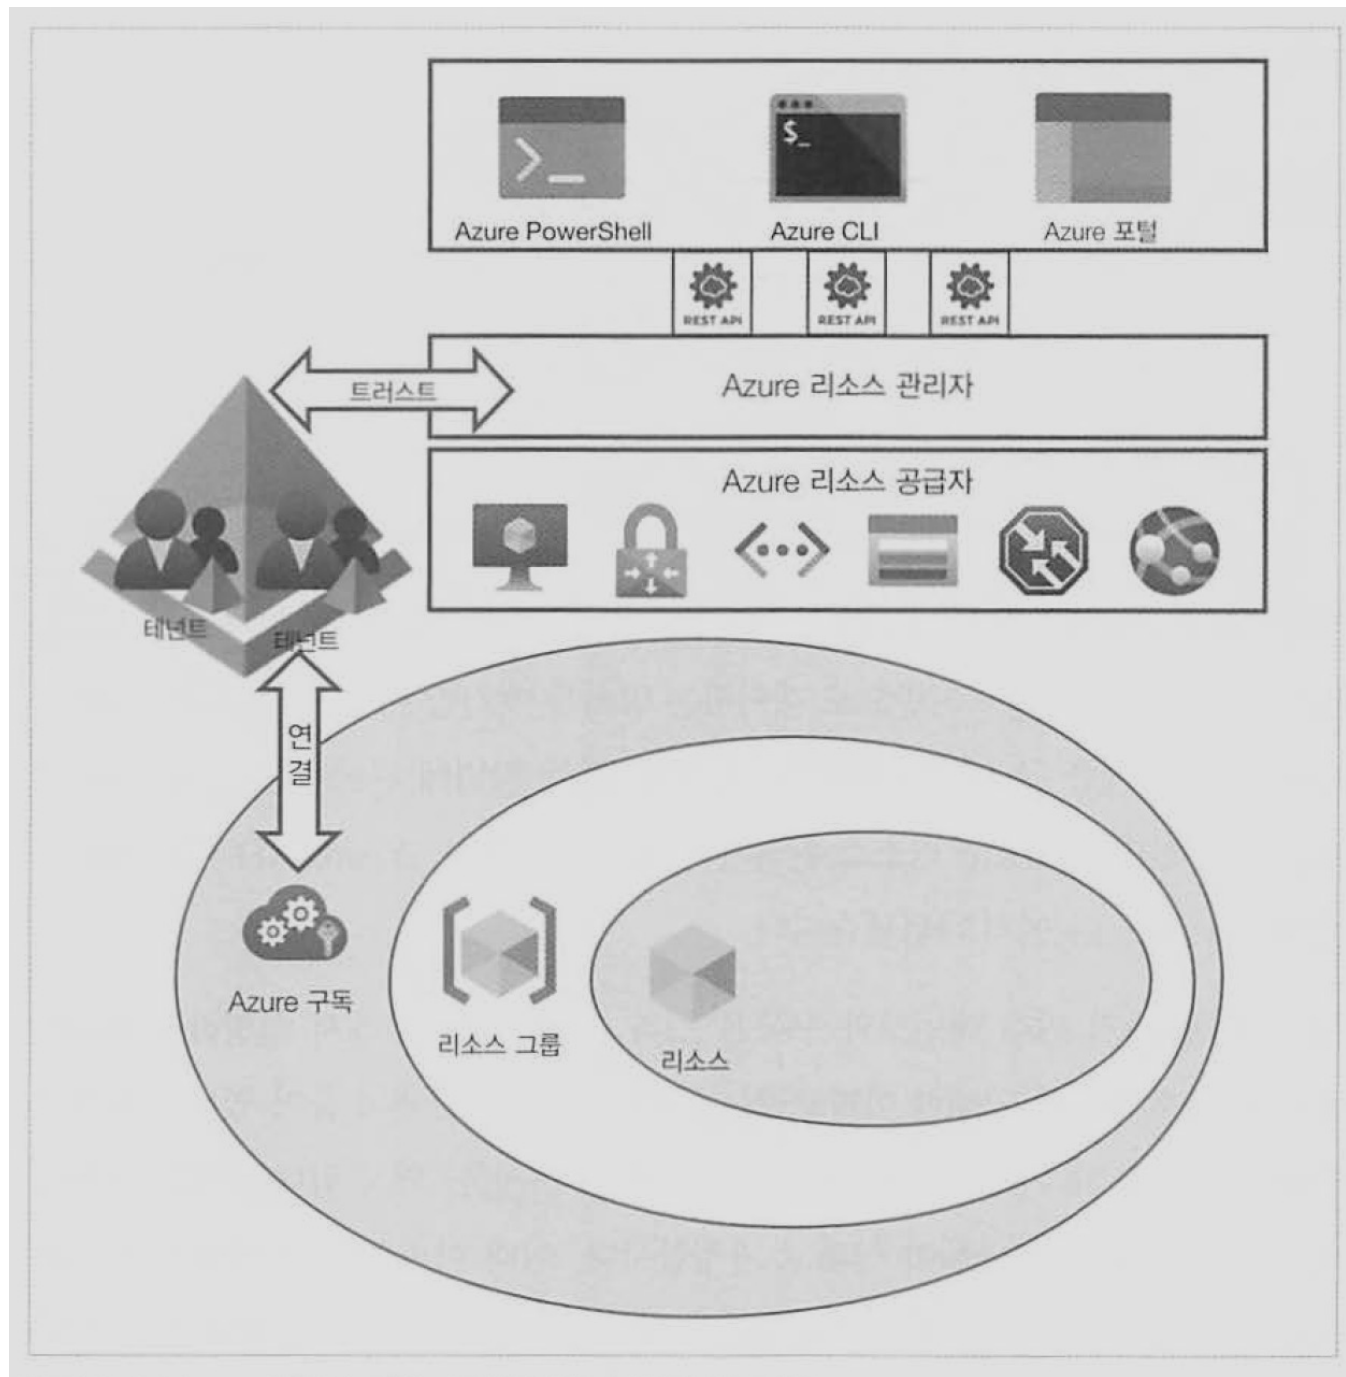 $_
Azure PowerShell
Azure CLI
Azure 포털
REST API
REST API
REST API
트러스트
Azure 리소스 관리자
Azure 리소스 공급자
테넌트
테넌트
연
결
Azure 구독
리소스 그룹
리소스